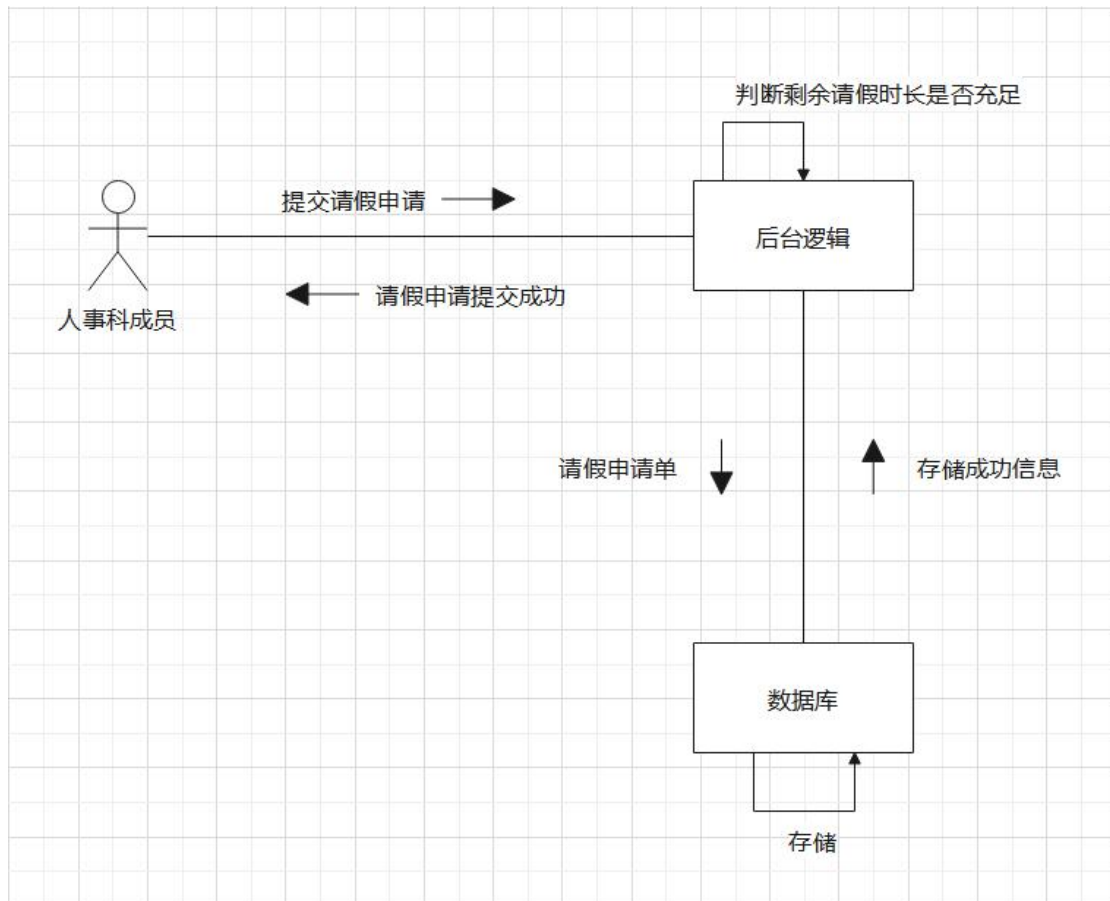 判断剩余请假时长是否充足
提交请假申请
后台逻辑
请假申请提交成功
人事科成员
请假申请单
存储成功信息
数据库
存储